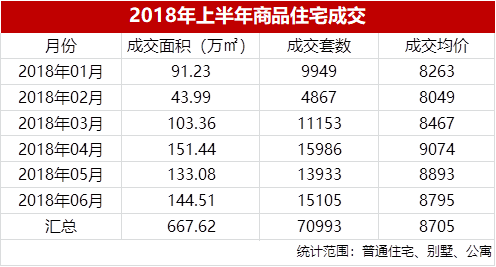 2018年上半年商品住宅成交
月份 成交面积（万㎡） 成交套数 成交均价
2018年01月 91.23 9949 8263
2018年02月 43.99 4867 8049
2018年03月 103.36 11153 8467
2018年04月 151.44 15986 9074
2018年05月 133.08 13933 8893
2018年06月 144.51 15105 8795
汇总 667.62 70993 8705
统计范围：普通住宅、别墅、公寓